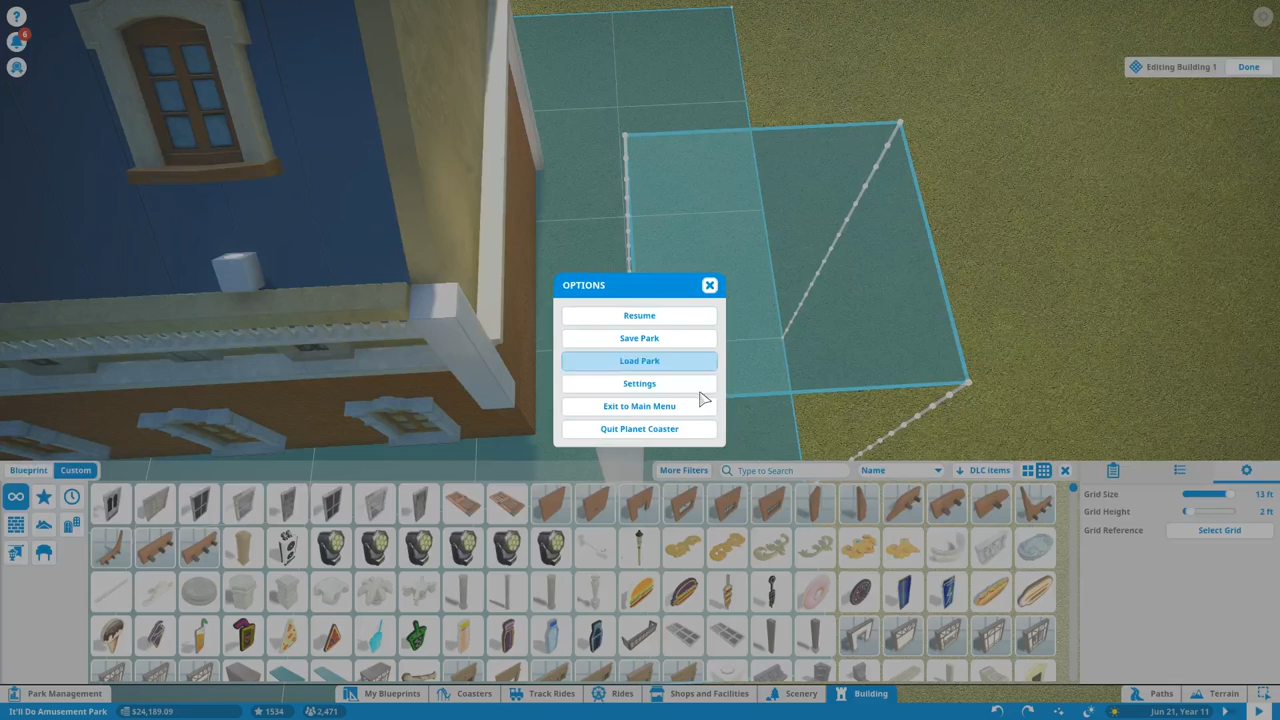 ?
6
Editing Building 1
Done
OPTIONS
Resume
Save Park
Load Park
Settings
Exit to Main Menu
Quit Planet Coaster
Blueprint
Custom
More Filters
Type to Search
Name
DLC items
Grid Size
13 ft
Grid Height
2 ft
Grid Reference
Select Grid
Park Management
My Blueprints
Coasters
Track Rides
Rides
Shops and Facilities
Scenery
Building
Paths
Terrain
It'll Do Amusement Park
$24,189.09
1534
2,471
Jun 21, Year 11